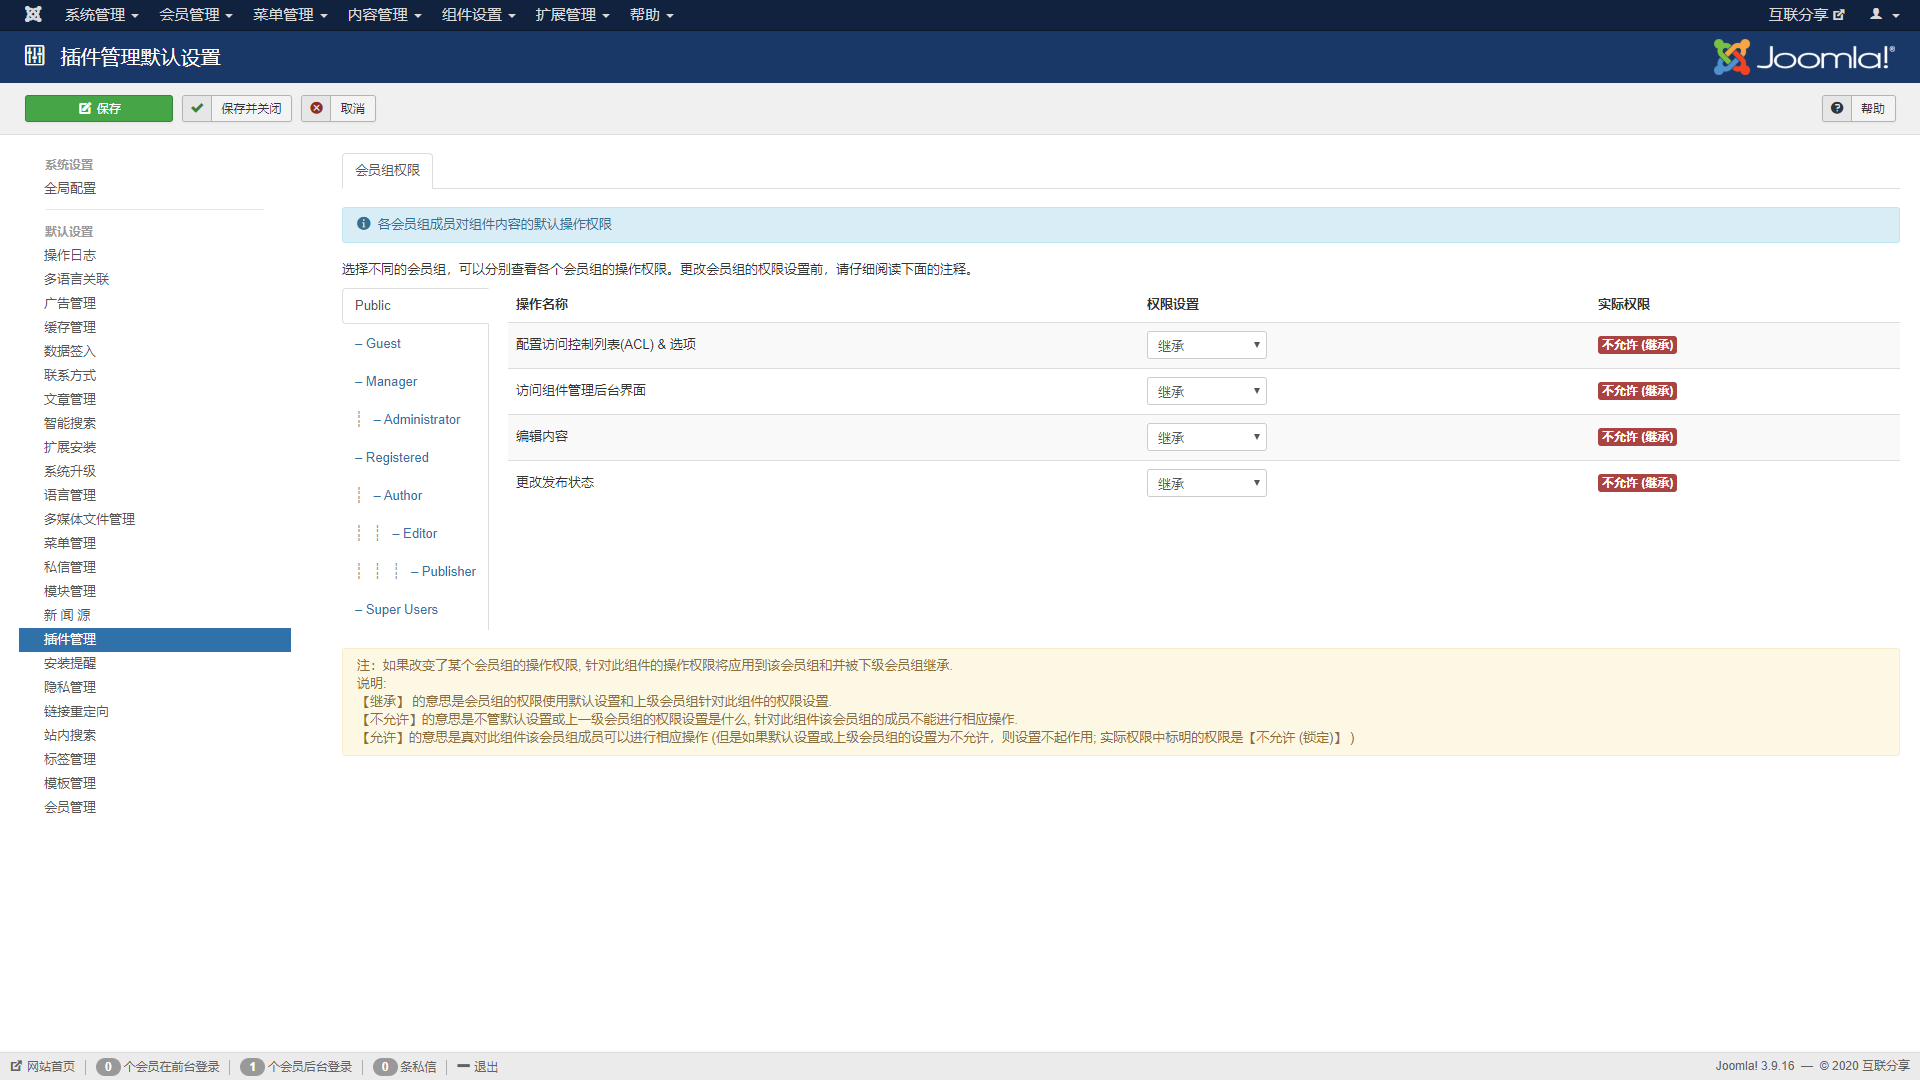 系统管理 会员管理 菜单管理 内容管理 组件设置 扩展管理 帮助 互联分享
插件管理默认设置 Joomla!®
保存 保存并关闭 取消 帮助
系统设置
全局配置
默认设置
操作日志
多语言关联
广告管理
缓存管理
数据签入
联系方式
文章管理
智能搜索
扩展安装
系统升级
语言管理
多媒体文件管理
菜单管理
私信管理
模块管理
新 闻 源
插件管理
安装提醒
隐私管理
链接重定向
站内搜索
标签管理
模板管理
会员管理
会员组权限
各会员组成员对组件内容的默认操作权限
选择不同的会员组，可以分别查看各个会员组的操作权限。更改会员组的权限设置前，请仔细阅读下面的注释。
Public
– Guest
– Manager
┊ – Administrator
– Registered
┊ – Author
┊ ┊ – Editor
┊ ┊ ┊ – Publisher
– Super Users
操作名称 权限设置 实际权限
配置访问控制列表(ACL) & 选项 继承 不允许 (继承)
访问组件管理后台界面 继承 不允许 (继承)
编辑内容 继承 不允许 (继承)
更改发布状态 继承 不允许 (继承)
注：如果改变了某个会员组的操作权限, 针对此组件的操作权限将应用到该会员组和并被下级会员组继承.
说明:
【继承】 的意思是会员组的权限使用默认设置和上级会员组针对此组件的权限设置.
【不允许】的意思是不管默认设置或上一级会员组的权限设置是什么, 针对此组件该会员组的成员不能进行相应操作.
【允许】的意思是真对此组件该会员组成员可以进行相应操作 (但是如果默认设置或上级会员组的设置为不允许，则设置不起作用; 实际权限中标明的权限是【不允许 (锁定)】 )
网站首页 0 个会员在前台登录 1 个会员后台登录 0 条私信 退出 Joomla! 3.9.16 — © 2020 互联分享